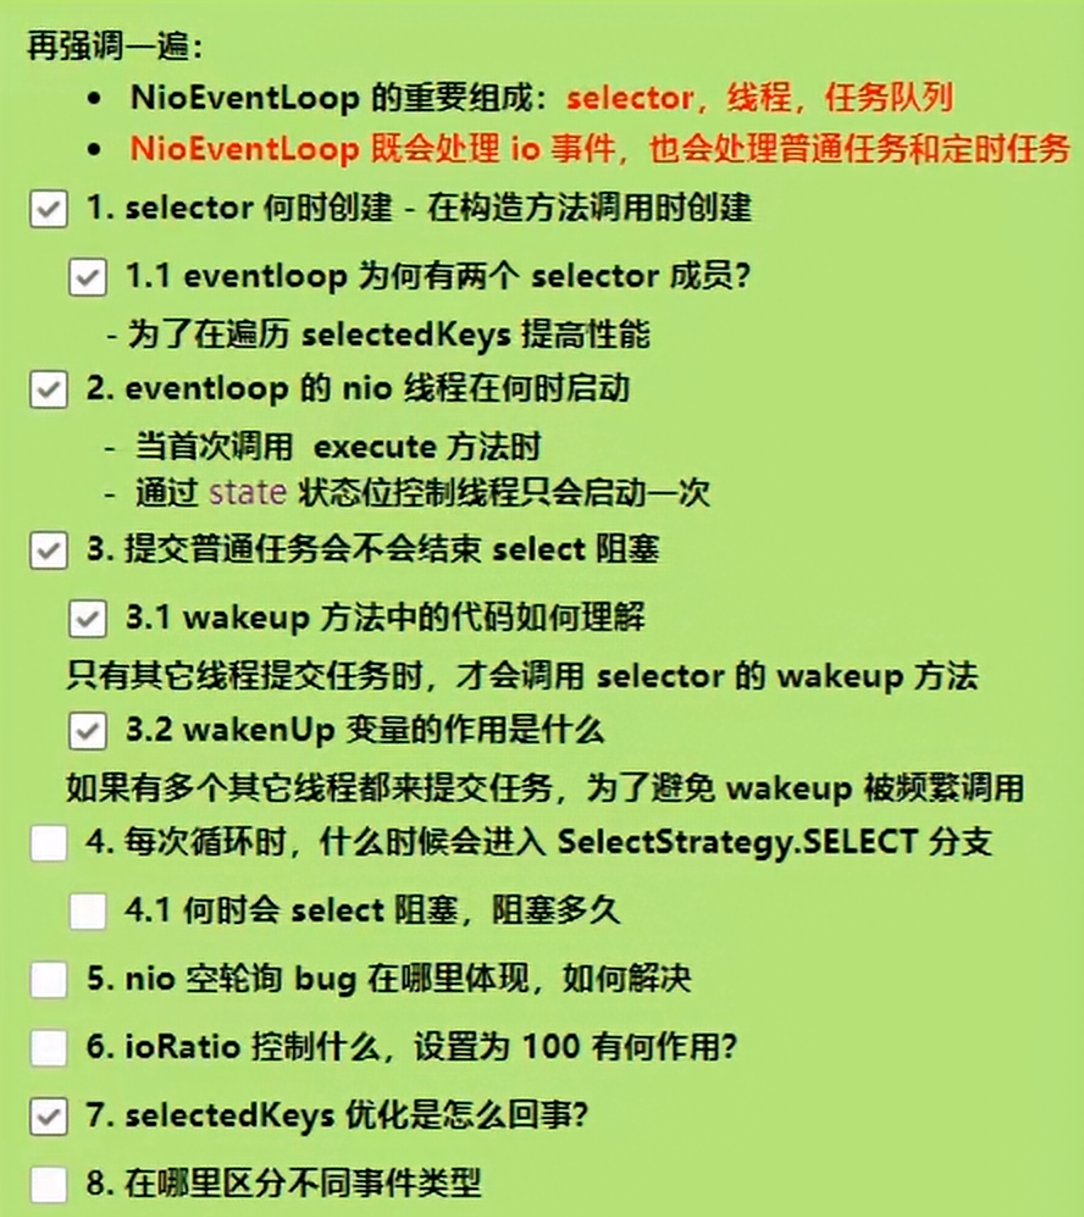 再强调一遍：
• NioEventLoop 的重要组成：selector，线程，任务队列
• NioEventLoop 既会处理 io 事件，也会处理普通任务和定时任务
1. selector 何时创建 - 在构造方法调用时创建
1.1 eventloop 为何有两个 selector 成员？
- 为了在遍历 selectedKeys 提高性能
2. eventloop 的 nio 线程在何时启动
- 当首次调用 execute 方法时
- 通过 state 状态位控制线程只会启动一次
3. 提交普通任务会不会结束 select 阻塞
3.1 wakeup 方法中的代码如何理解
只有其它线程提交任务时，才会调用 selector 的 wakeup 方法
3.2 wakenUp 变量的作用是什么
如果有多个其它线程都来提交任务，为了避免 wakeup 被频繁调用
4. 每次循环时，什么时候会进入 SelectStrategy.SELECT 分支
4.1 何时会 select 阻塞，阻塞多久
5. nio 空轮询 bug 在哪里体现，如何解决
6. ioRatio 控制什么，设置为 100 有何作用？
7. selectedKeys 优化是怎么回事？
8. 在哪里区分不同事件类型